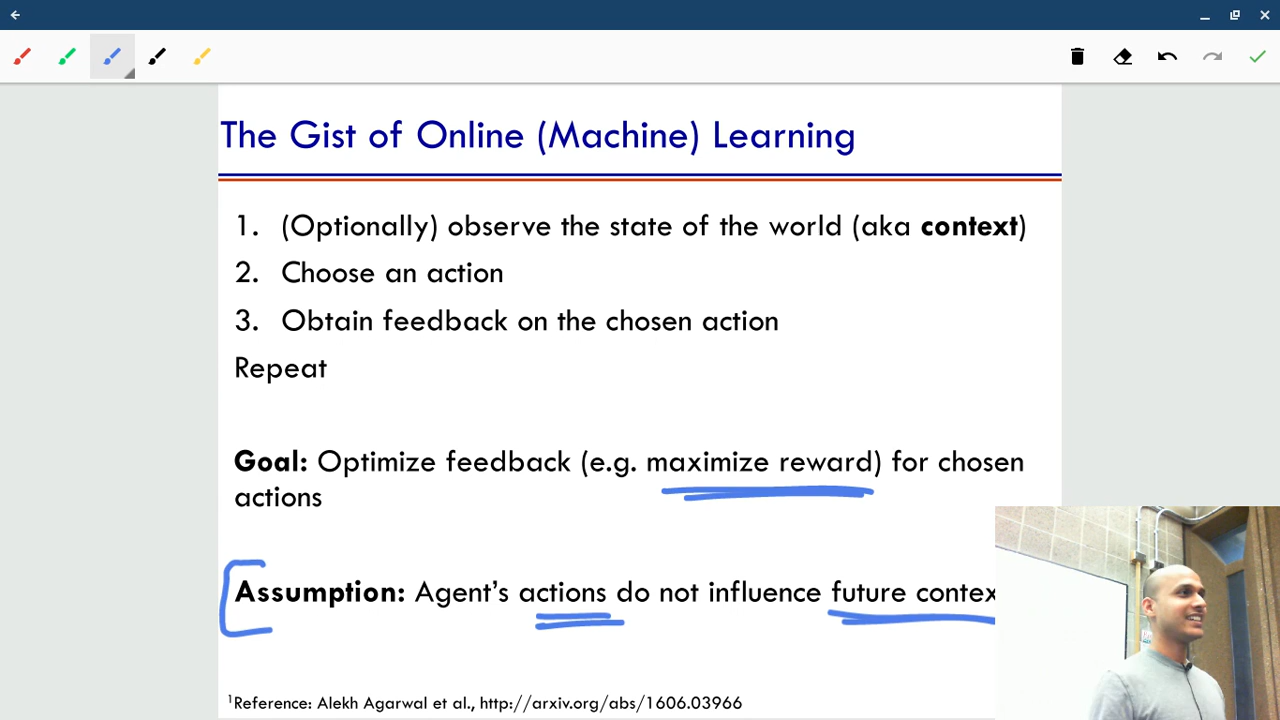 The Gist of Online (Machine) Learning
1. (Optionally) observe the state of the world (aka context)
2. Choose an action
3. Obtain feedback on the chosen action
Repeat
Goal: Optimize feedback (e.g. maximize reward) for chosen
actions
Assumption: Agent's actions do not influence future contex
¹Reference: Alekh Agarwal et al., http://arxiv.org/abs/1606.03966